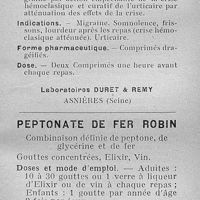 hémoclasique et curatif de l'urticaire par
atténuation des effets de la crise.
Indications. — Migraine. Somnolence, fris-
sons, lourdeur après les repas (crise hémo-
clasique atténuée). Urticaire.
Forme pharmaceutique. — Comprimés dra-
géifiés.
Dose. — Deux Comprimés une heure avant
chaque repas.
Laboratoires DURET & REMY
ASNIÈRES (Seine)
PEPTONATE DE FER ROBIN
Combinaison définie de peptone, de
glycérine et de fer
Gouttes concentrées, Elixir, Vin.
Doses et mode d'emploi. — Adultes :
10 à 30 gouttes ou 1 verre à liqueur
d'Elixir ou de vin à chaque repas ;
Enfants : 1 goutte par année d'âge